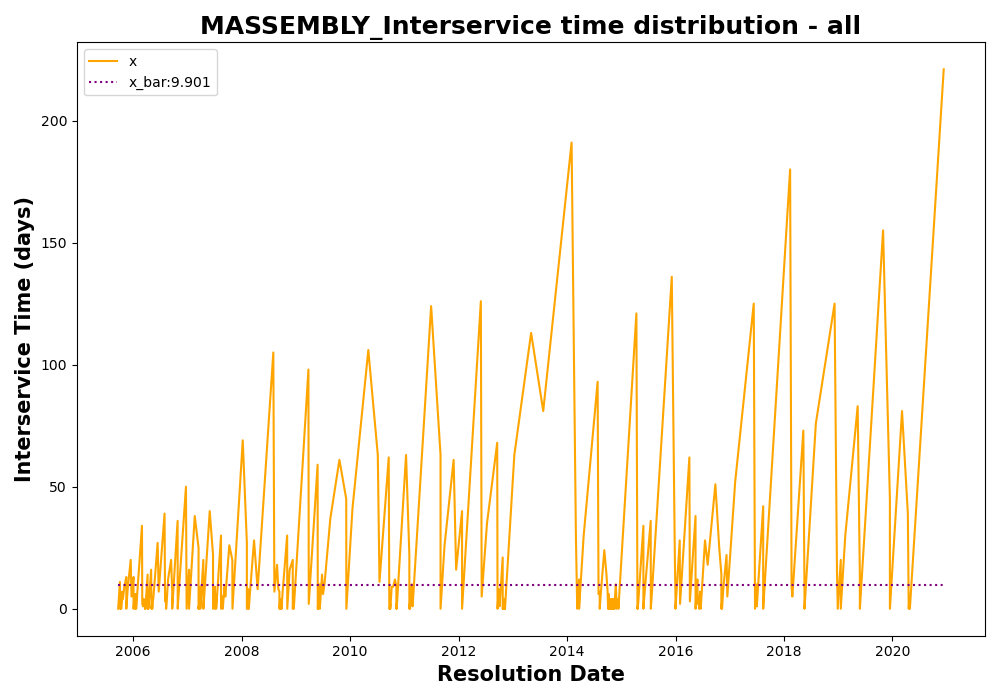 MASSEMBLY_Interservice time distribution - all
x
x_bar:9.901
Interservice Time (days)
200
150
100
50
0
2006 2008 2010 2012 2014 2016 2018 2020
Resolution Date